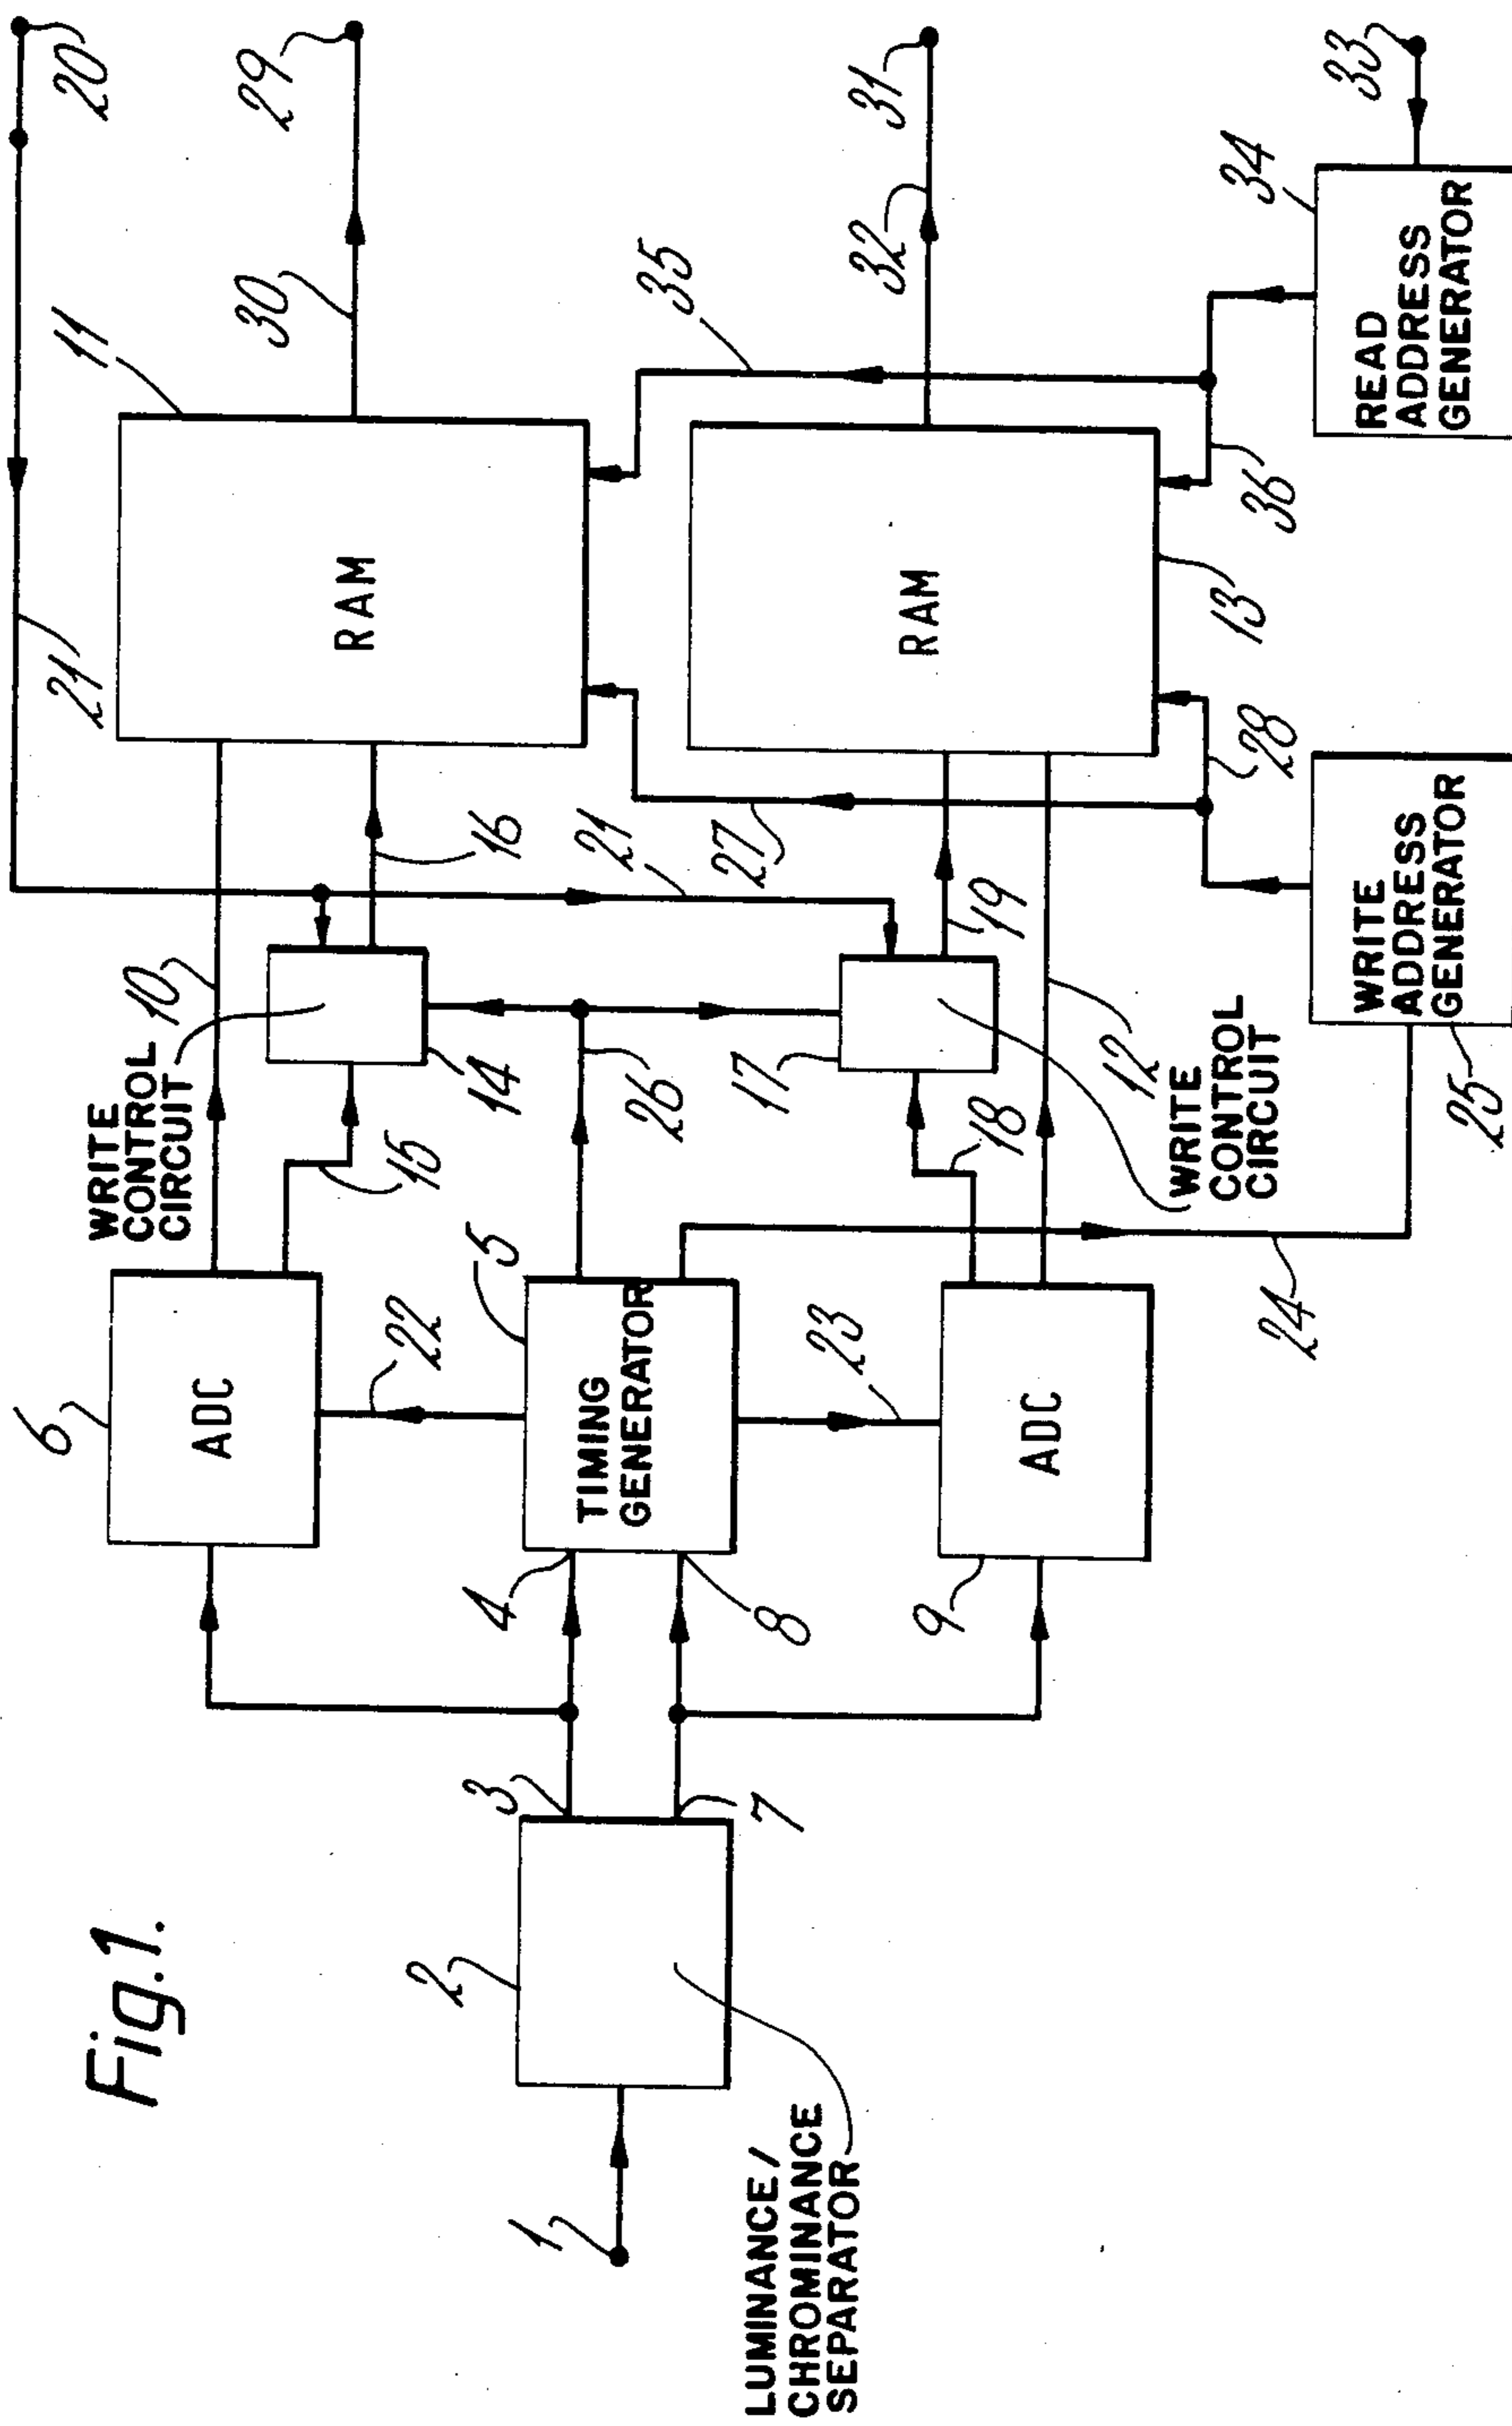 Fig.1.
1
2
LUMINANCE/
CHROMINANCE
SEPARATOR
3
7
4
8
6
ADC
22
5
TIMING
GENERATOR
23
9
ADC
24
WRITE
CONTROL
CIRCUIT
10
15
14
16
26
21
17
18
19
12
WRITE
CONTROL
CIRCUIT
25
WRITE
ADDRESS
GENERATOR
27
28
21
11
RAM
RAM
13
30
29
20
35
32
31
36
34
READ
ADDRESS
GENERATOR
33